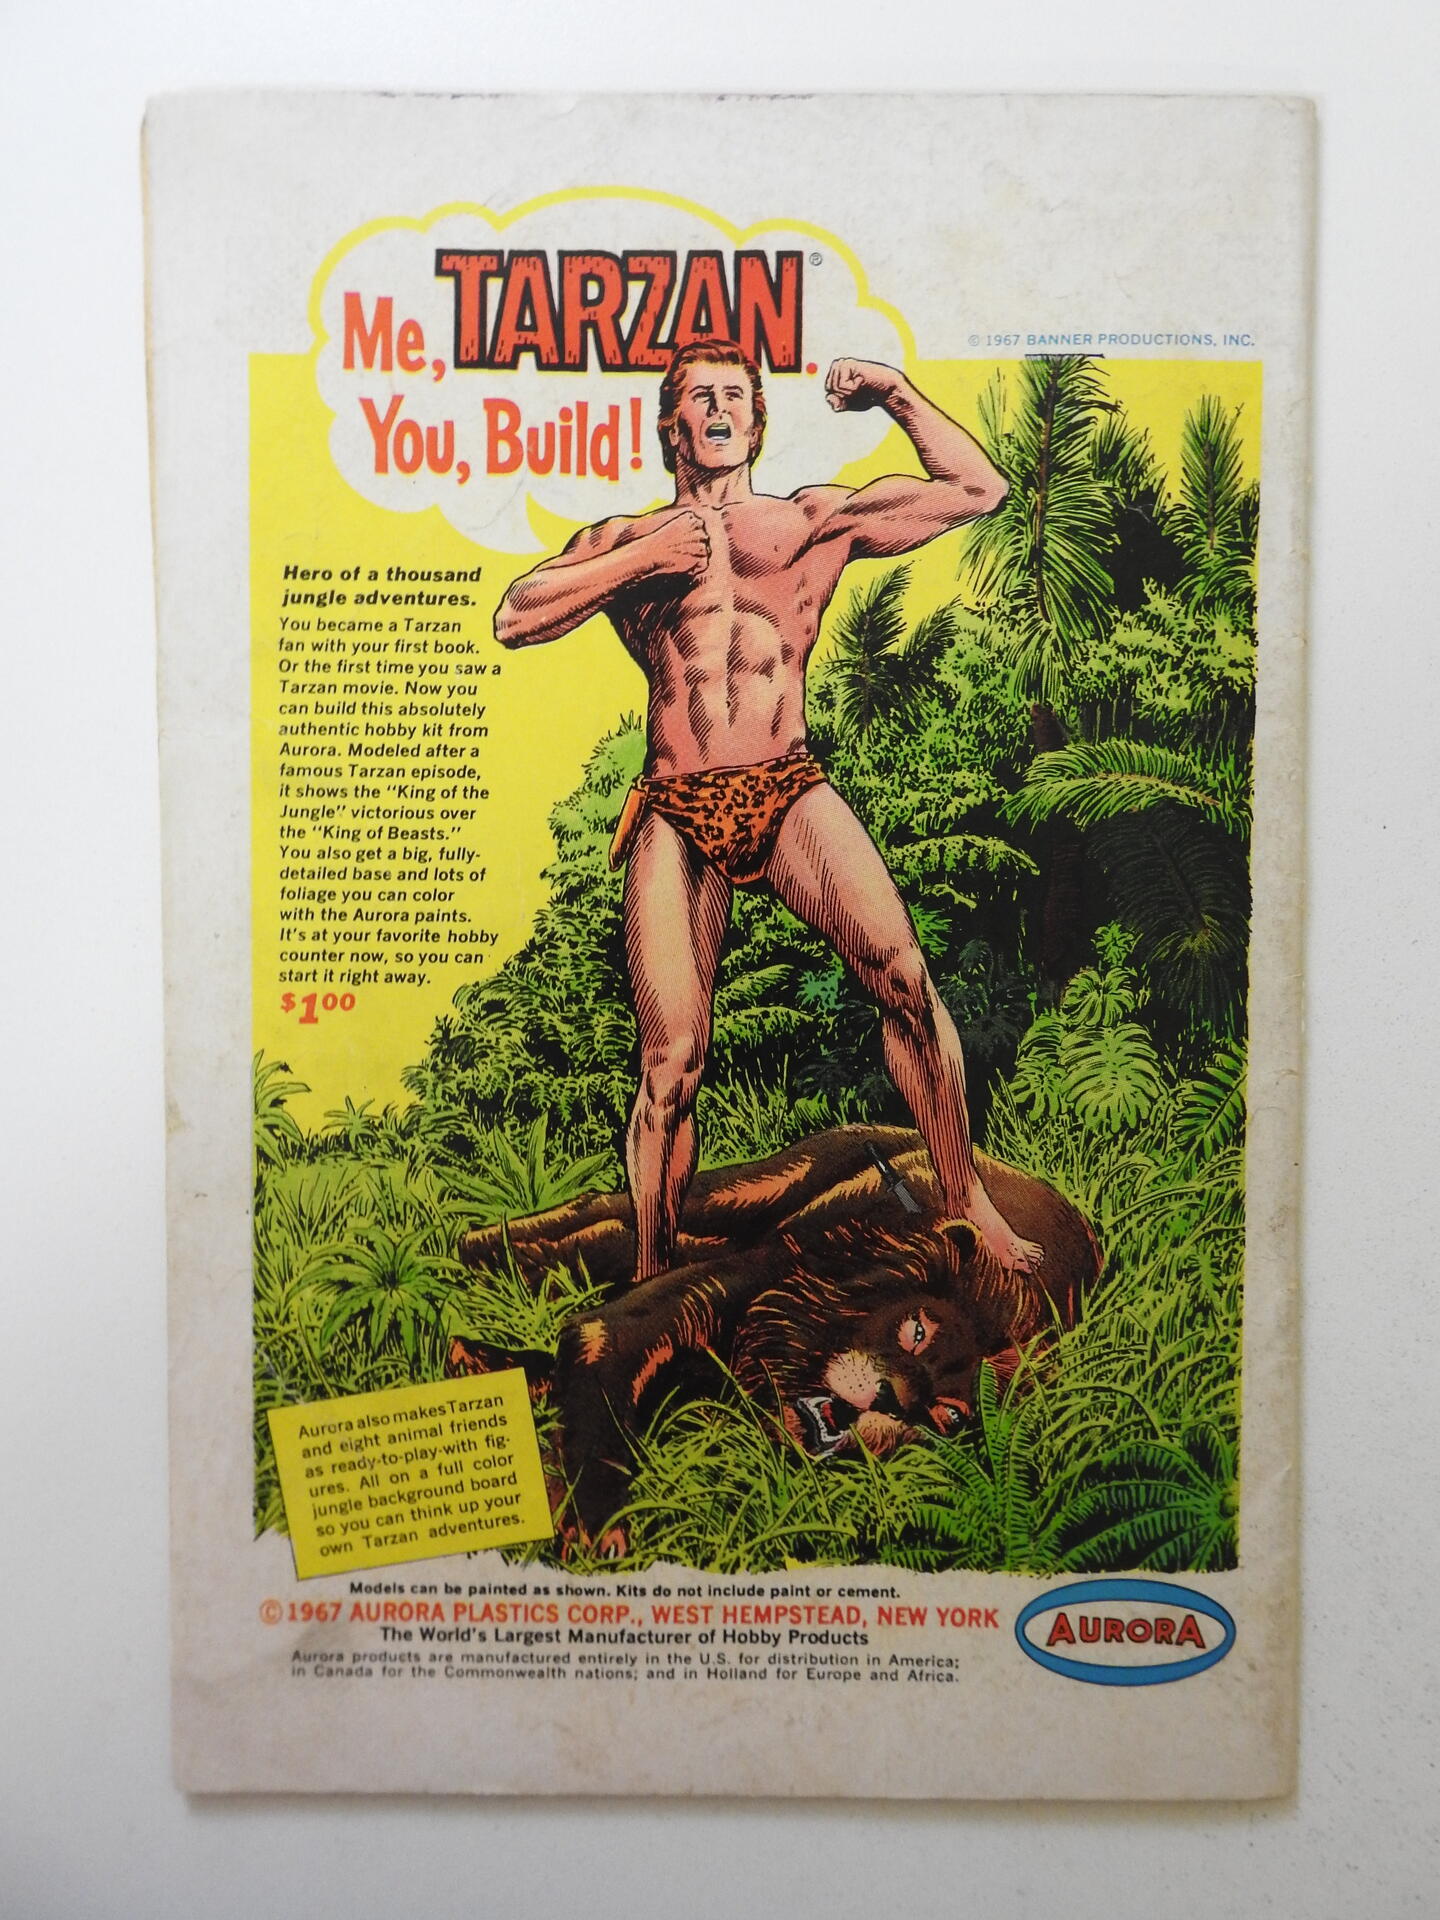 Me, TARZAN®.
You, Build!
© 1967 BANNER PRODUCTIONS, INC.
Hero of a thousand
jungle adventures.
You became a Tarzan
fan with your first book.
Or the first time you saw a
Tarzan movie. Now you
can build this absolutely
authentic hobby kit from
Aurora. Modeled after a
famous Tarzan episode,
it shows the "King of the
Jungle" victorious over
the "King of Beasts."
You also get a big, fully-
detailed base and lots of
foliage you can color
with the Aurora paints.
It's at your favorite hobby
counter now, so you can
start it right away.
$1.00
Aurora also makes Tarzan
and eight animal friends
as ready-to-play-with fig-
ures. All on a full color
jungle background board
so you can think up your
own Tarzan adventures.
Models can be painted as shown. Kits do not include paint or cement.
© 1967 AURORA PLASTICS CORP., WEST HEMPSTEAD, NEW YORK
The World's Largest Manufacturer of Hobby Products
Aurora products are manufactured entirely in the U.S. for distribution in America;
in Canada for the Commonwealth nations; and in Holland for Europe and Africa.
AURORA